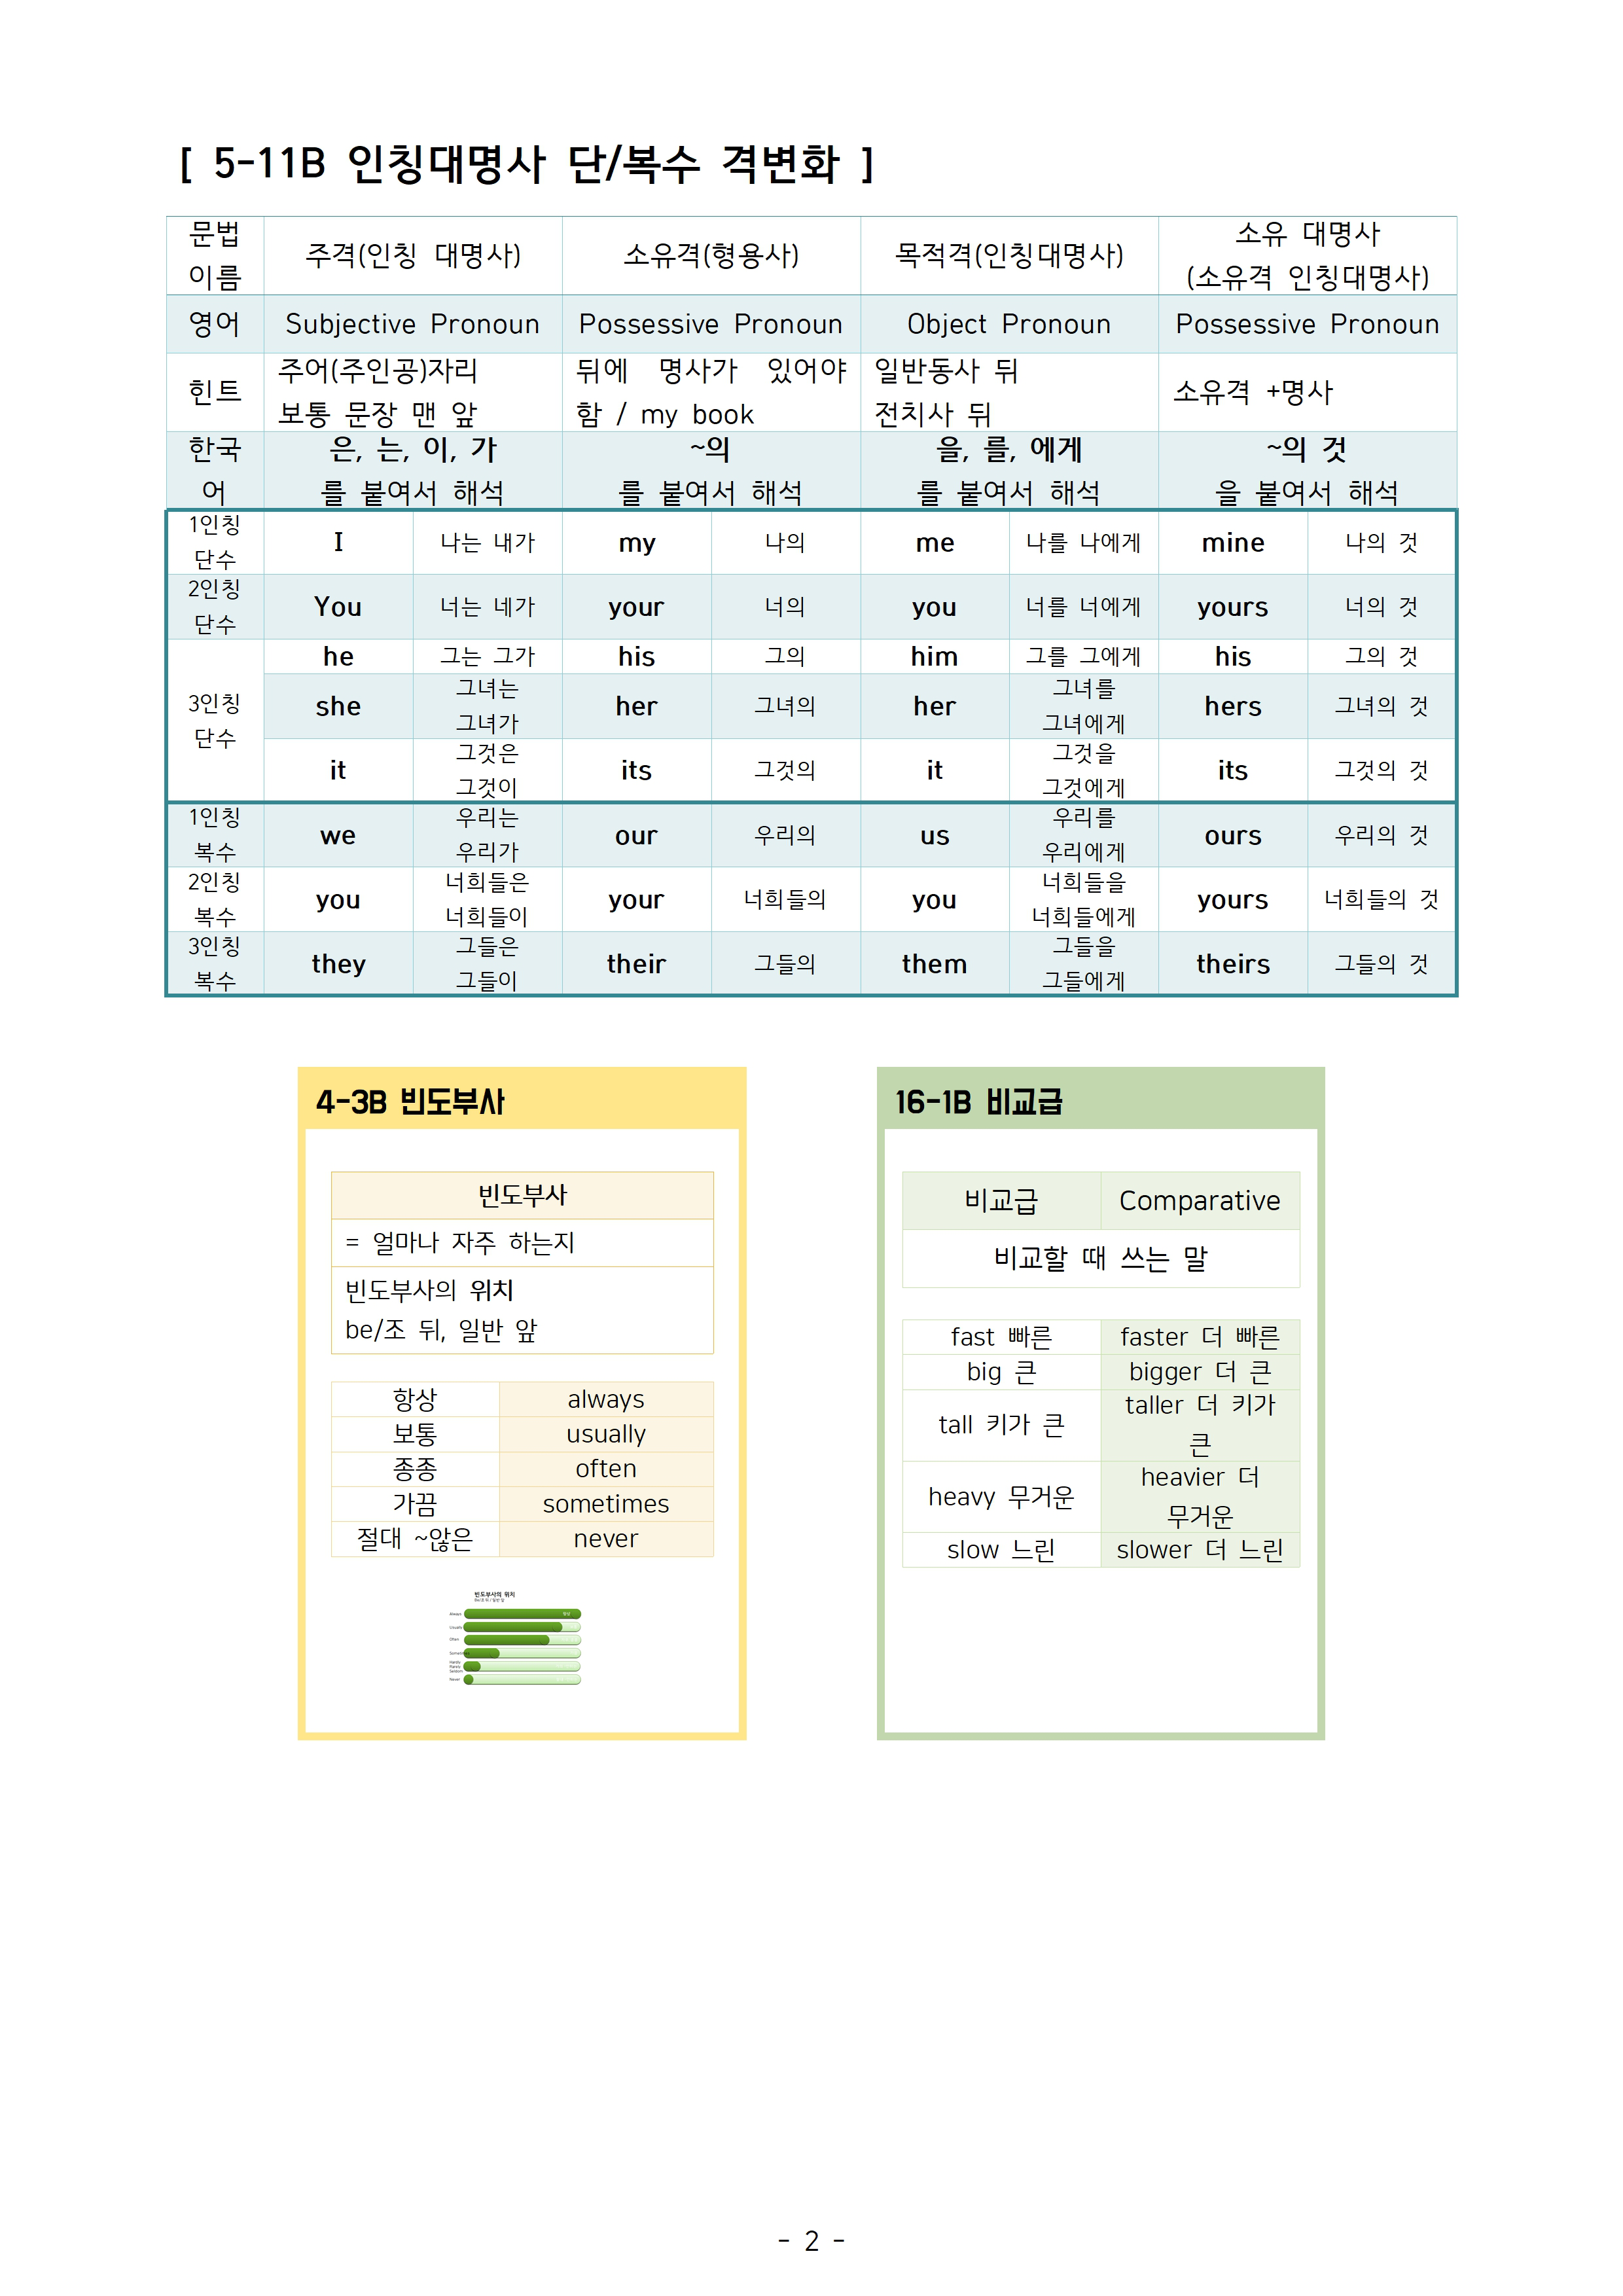 [ 5-11B 인칭대명사 단/복수 격변화 ]
문법 이름 주격(인칭 대명사) 소유격(형용사) 목적격(인칭대명사) 소유 대명사 (소유격 인칭대명사)
영어 Subjective Pronoun Possessive Pronoun Object Pronoun Possessive Pronoun
힌트 주어(주인공)자리 보통 문장 맨 앞 뒤에 명사가 있어야 함 / my book 일반동사 뒤 전치사 뒤 소유격 +명사
한국어 은, 는, 이, 가 를 붙여서 해석 ~의 를 붙여서 해석 을, 를, 에게 를 붙여서 해석 ~의 것 을 붙여서 해석
1인칭 단수 I 나는 내가 my 나의 me 나를 나에게 mine 나의 것
2인칭 단수 You 너는 네가 your 너의 you 너를 너에게 yours 너의 것
3인칭 단수 he 그는 그가 his 그의 him 그를 그에게 his 그의 것
she 그녀는 그녀가 her 그녀의 her 그녀를 그녀에게 hers 그녀의 것
it 그것은 그것이 its 그것의 it 그것을 그것에게 its 그것의 것
1인칭 복수 we 우리는 우리가 our 우리의 us 우리를 우리에게 ours 우리의 것
2인칭 복수 you 너희들은 너희들이 your 너희들의 you 너희들을 너희들에게 yours 너희들의 것
3인칭 복수 they 그들은 그들이 their 그들의 them 그들을 그들에게 theirs 그들의 것
4-3B 빈도부사
빈도부사
= 얼마나 자주 하는지
빈도부사의 위치
be/조 뒤, 일반 앞
항상 always
보통 usually
종종 often
가끔 sometimes
절대 ~않은 never
빈도부사의 위치
Be/조 뒤 / 일반 앞
Always 항상
Usually
Often
Sometimes
Hardly
Rarely
Seldom
Never
16-1B 비교급
비교급 Comparative
비교할 때 쓰는 말
fast 빠른 faster 더 빠른
big 큰 bigger 더 큰
tall 키가 큰 taller 더 키가 큰
heavy 무거운 heavier 더 무거운
slow 느린 slower 더 느린
- 2 -